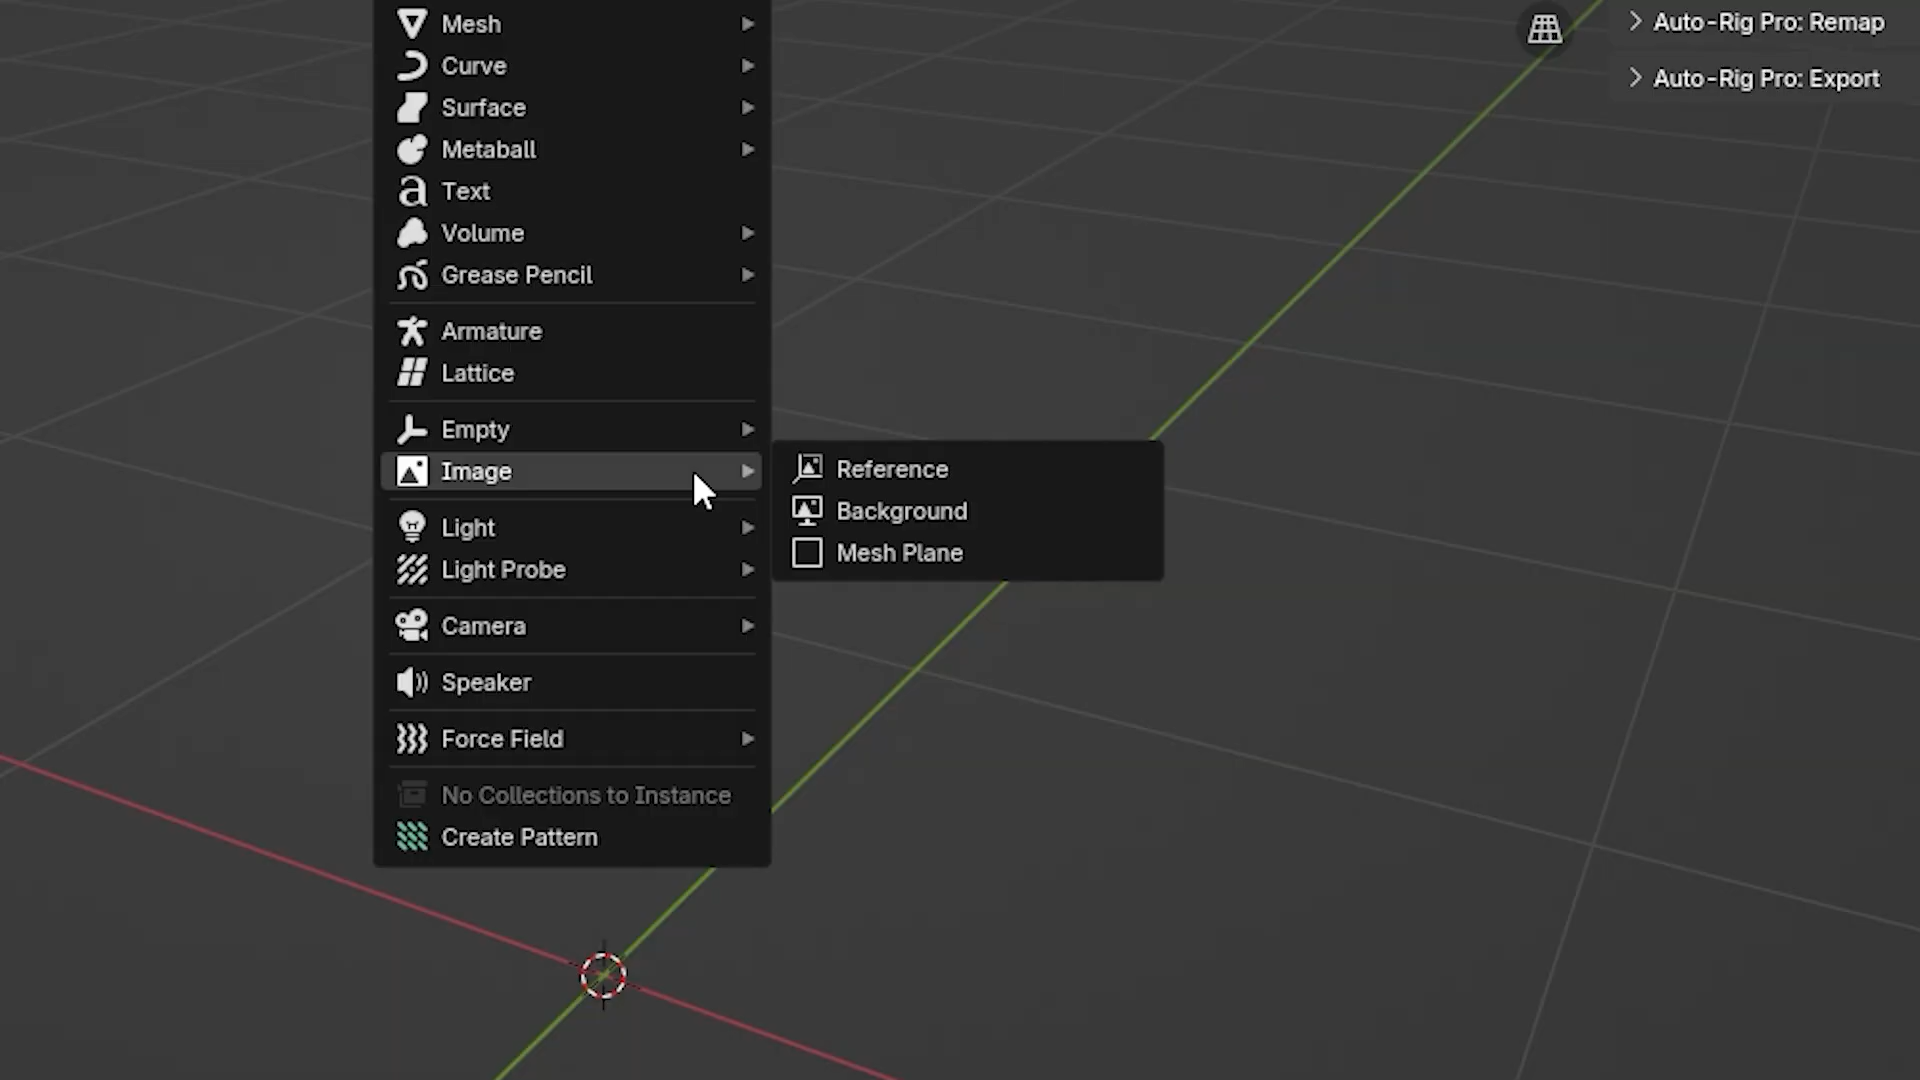 Mesh
Curve
Surface
Metaball
Text
Volume
Grease Pencil
Armature
Lattice
Empty
Image
Light
Light Probe
Camera
Speaker
Force Field
No Collections to Instance
Create Pattern
Reference
Background
Mesh Plane
Auto-Rig Pro: Remap
Auto-Rig Pro: Export